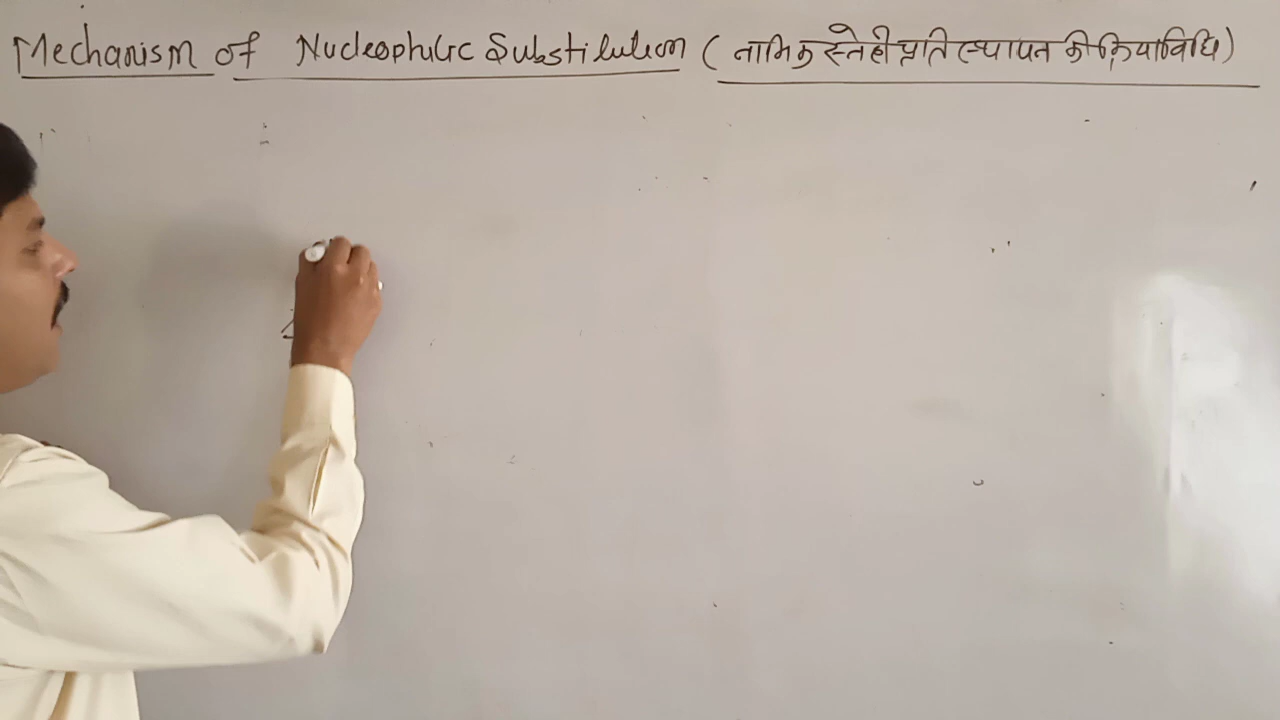 Mechanism of Nucleophilic Substitution (नाभिक स्नेही प्रतिस्थापन की क्रियाविधि)